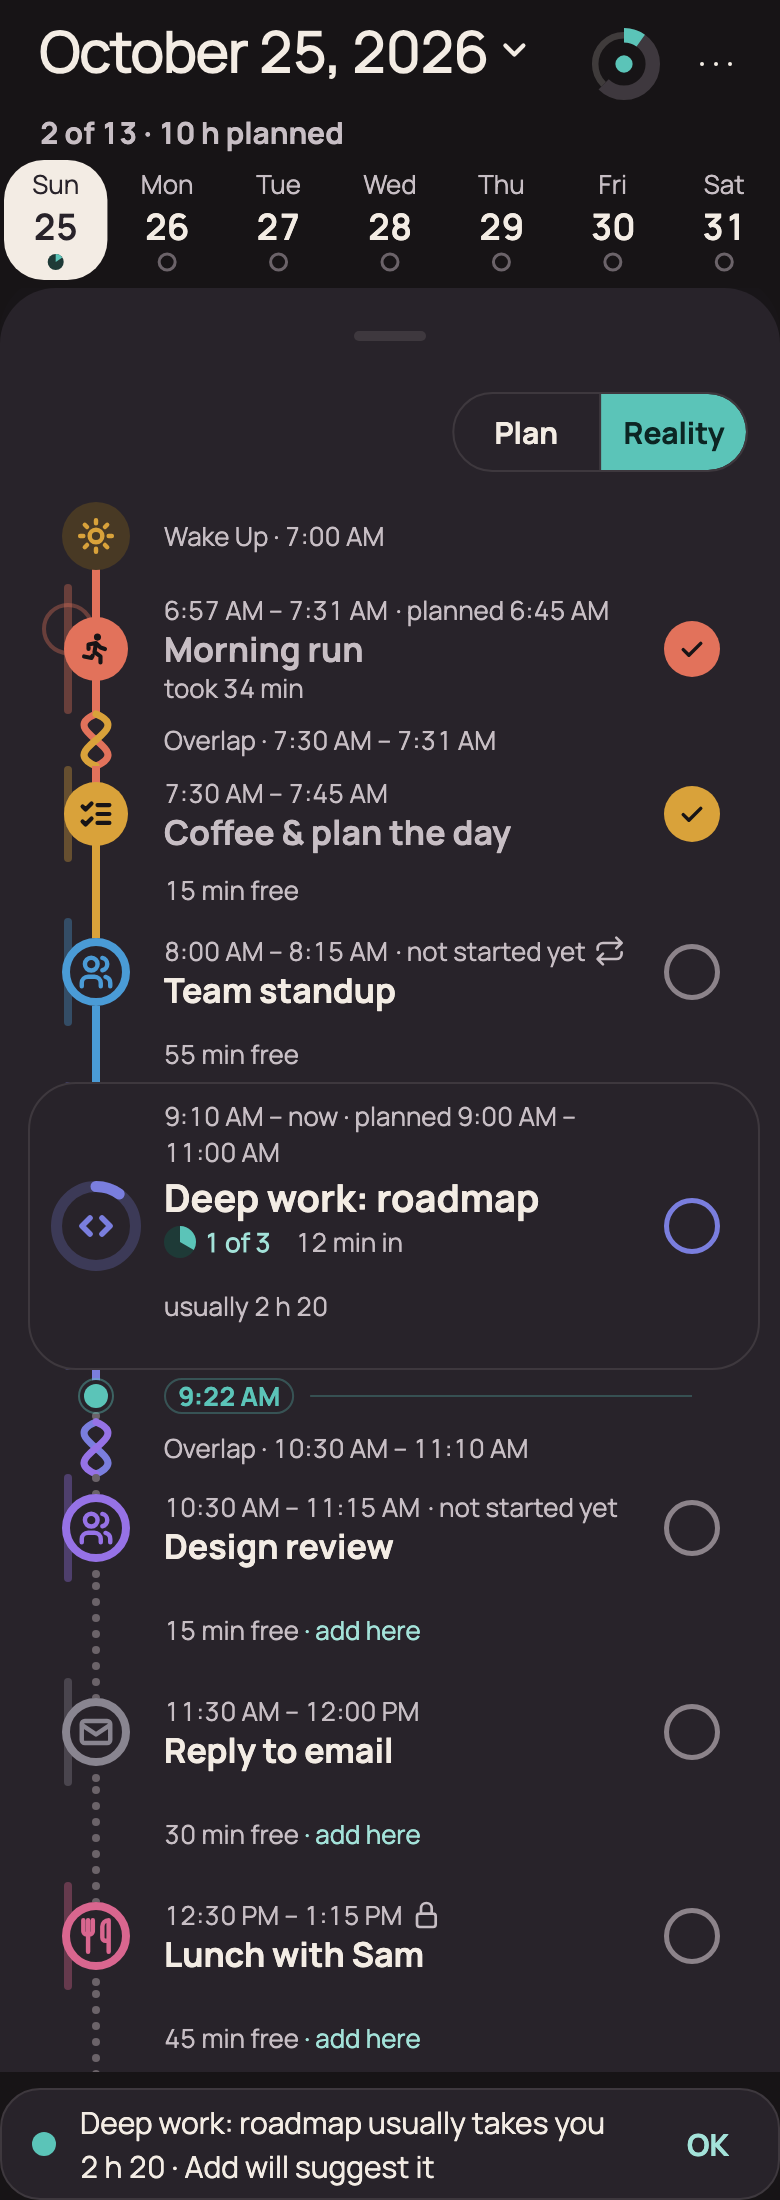 October 25, 2026
...
2 of 13 · 10 h planned
Sun Mon Tue Wed Thu Fri Sat
25 26 27 28 29 30 31
Plan Reality
Wake Up · 7:00 AM
6:57 AM – 7:31 AM · planned 6:45 AM
Morning run
took 34 min
Overlap · 7:30 AM – 7:31 AM
7:30 AM – 7:45 AM
Coffee & plan the day
15 min free
8:00 AM – 8:15 AM · not started yet
Team standup
55 min free
9:10 AM – now · planned 9:00 AM –
11:00 AM
Deep work: roadmap
1 of 3 12 min in
usually 2 h 20
9:22 AM
Overlap · 10:30 AM – 11:10 AM
10:30 AM – 11:15 AM · not started yet
Design review
15 min free · add here
11:30 AM – 12:00 PM
Reply to email
30 min free · add here
12:30 PM – 1:15 PM
Lunch with Sam
45 min free · add here
Deep work: roadmap usually takes you
2 h 20 · Add will suggest it
OK